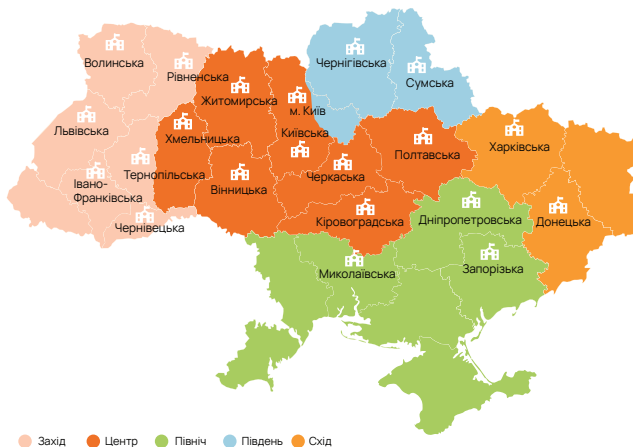 Волинська
Рівненська
Житомирська
м. Київ
Чернігівська
Сумська
Львівська
Хмельницька
Київська
Полтавська
Харківська
Івано-
Франківська
Тернопільська
Вінницька
Черкаська
Чернівецька
Кіровоградська
Дніпропетровська
Донецька
Миколаївська
Запорізька
Захід
Центр
Північ
Південь
Схід